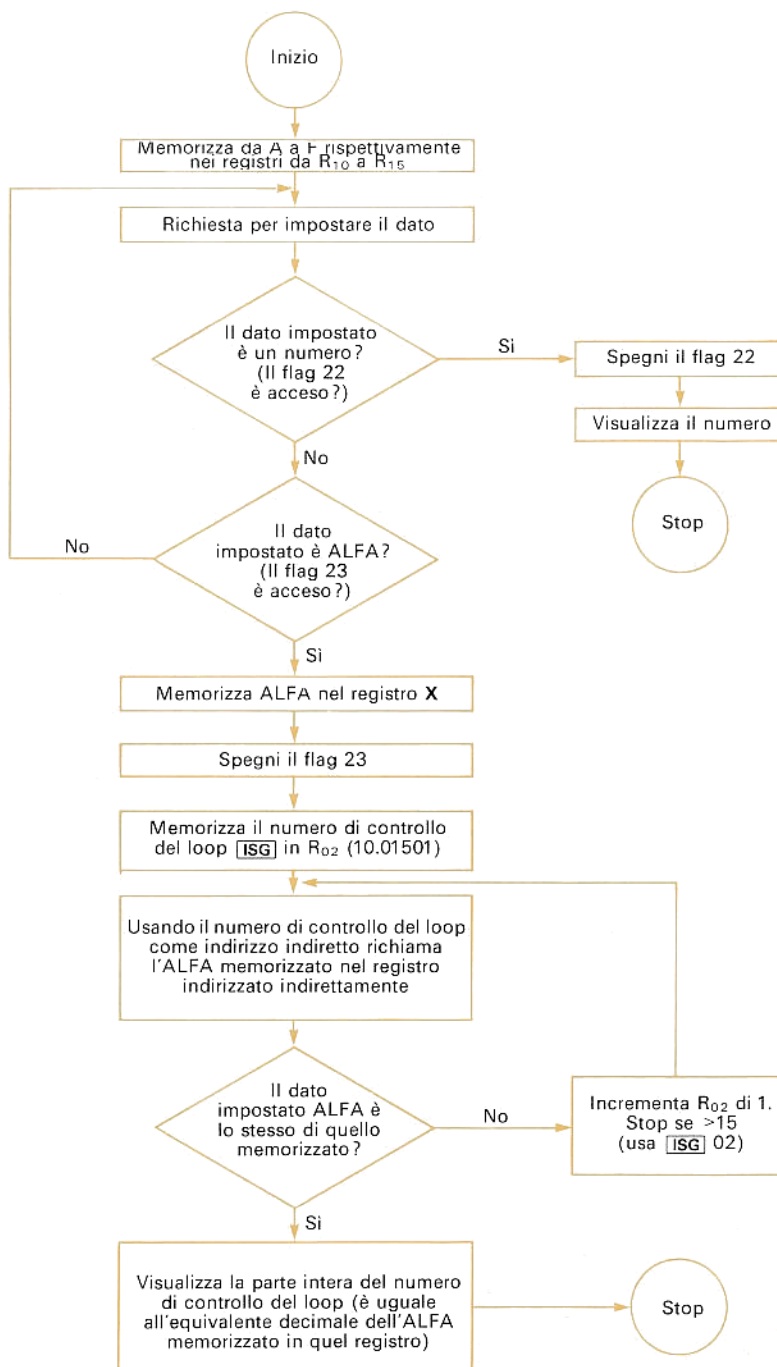 Inizio
Memorizza da A a F rispettivamente
nei registri da R10 a R15
Richiesta per impostare il dato
Il dato impostato
è un numero?
(Il flag 22
è acceso?)
Sì
Spegni il flag 22
Visualizza il numero
Stop
No
Il dato
impostato è ALFA?
(Il flag 23
è acceso?)
No
Sì
Memorizza ALFA nel registro X
Spegni il flag 23
Memorizza il numero di controllo
del loop ISG in R02 (10.01501)
Usando il numero di controllo del loop
come indirizzo indiretto richiama
l'ALFA memorizzato nel registro
indirizzato indirettamente
Il dato
impostato ALFA è
lo stesso di quello
memorizzato?
No
Incrementa R02 di 1.
Stop se >15
(usa ISG 02)
Sì
Visualizza la parte intera del numero
di controllo del loop (è uguale
all'equivalente decimale dell'ALFA
memorizzato in quel registro)
Stop